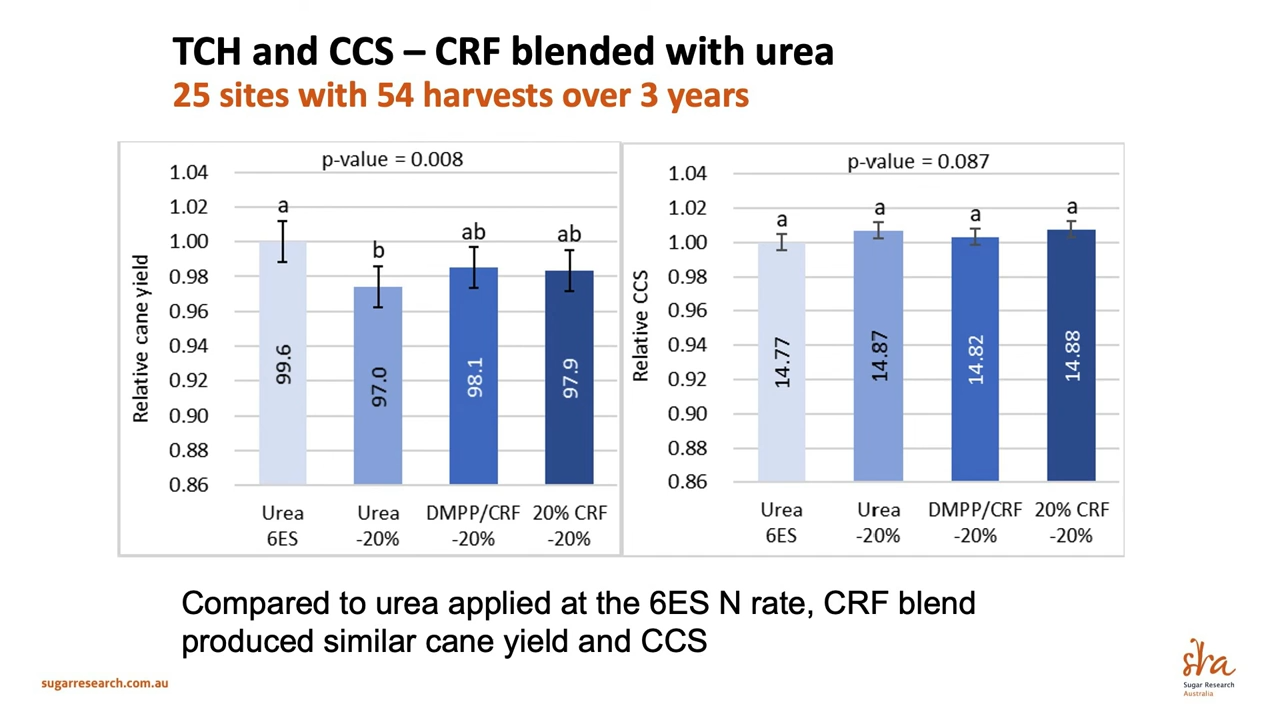 TCH and CCS – CRF blended with urea
25 sites with 54 harvests over 3 years
p-value = 0.008
Relative cane yield
1.04
1.02
1.00
0.98
0.96
0.94
0.92
0.90
0.88
0.86
a
b
ab
ab
99.6
97.0
98.1
97.9
Urea 6ES
Urea -20%
DMPP/CRF -20%
20% CRF -20%
p-value = 0.087
Relative CCS
1.04
1.02
1.00
0.98
0.96
0.94
0.92
0.90
0.88
0.86
a
a
a
a
14.77
14.87
14.82
14.88
Urea 6ES
Urea -20%
DMPP/CRF -20%
20% CRF -20%
Compared to urea applied at the 6ES N rate, CRF blend
produced similar cane yield and CCS
sugarresearch.com.au
sra
Sugar Research
Australia